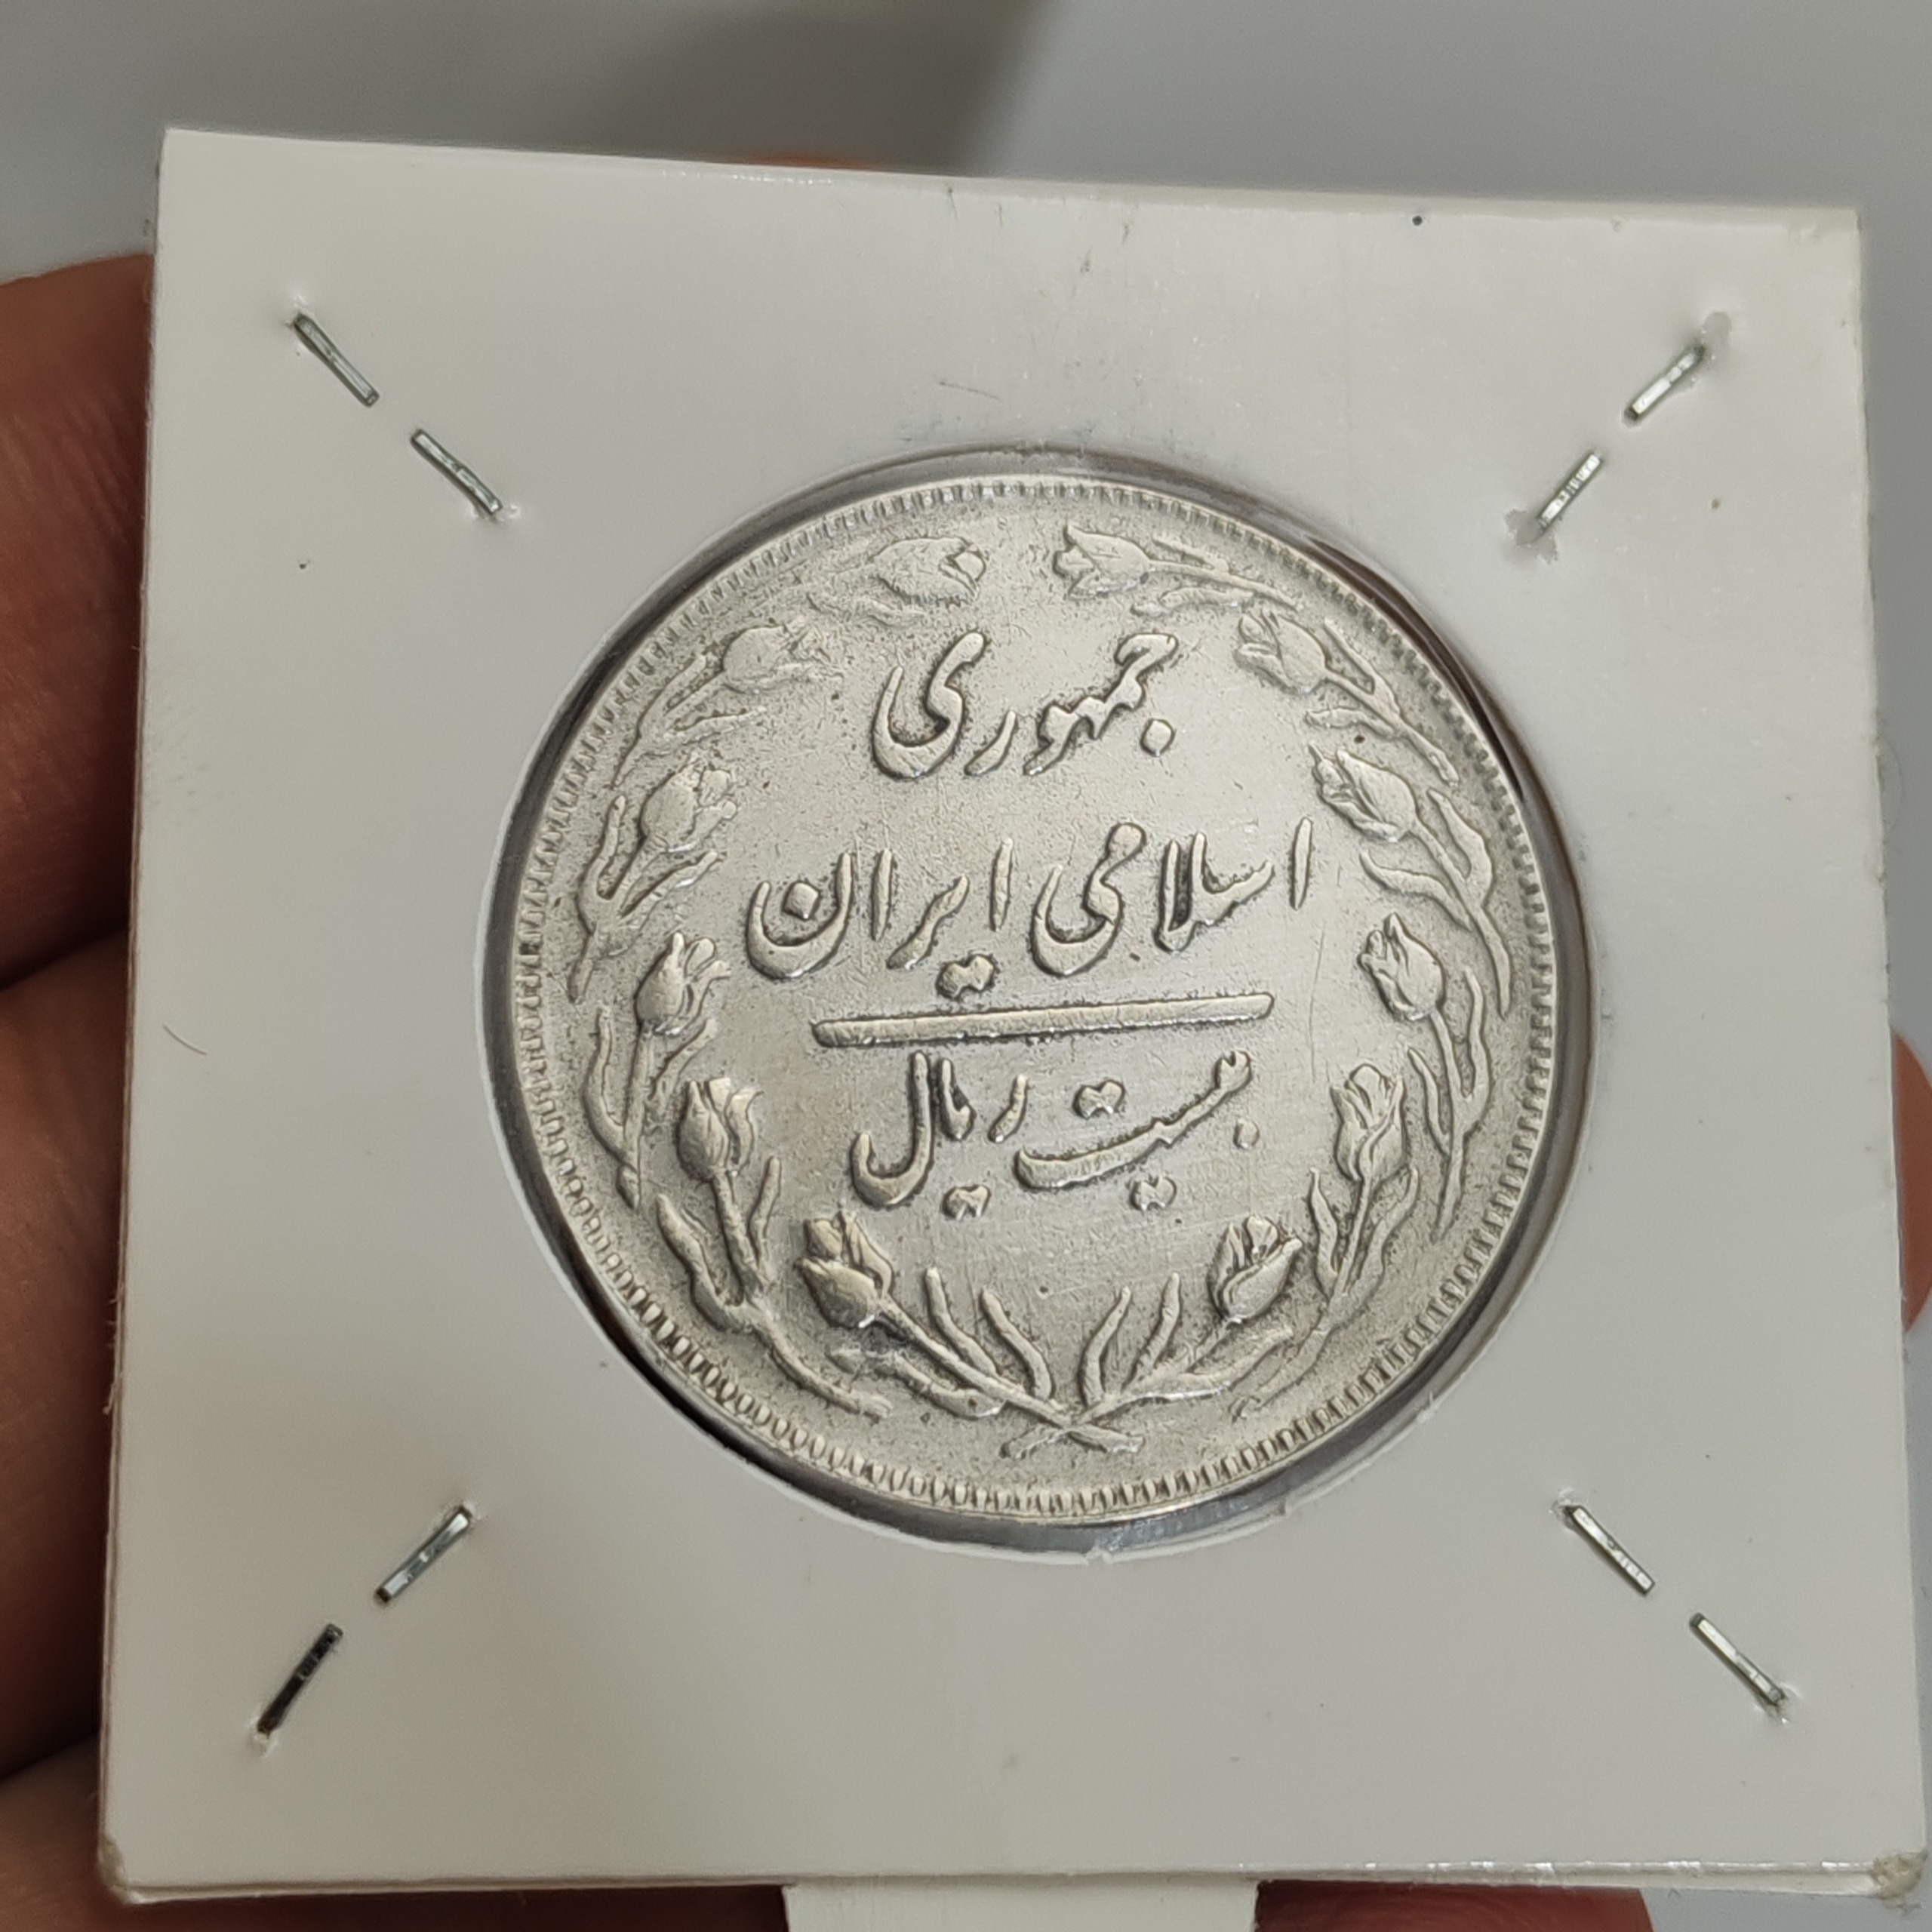 جمهوری
اسلامی ایران
بیست ریال